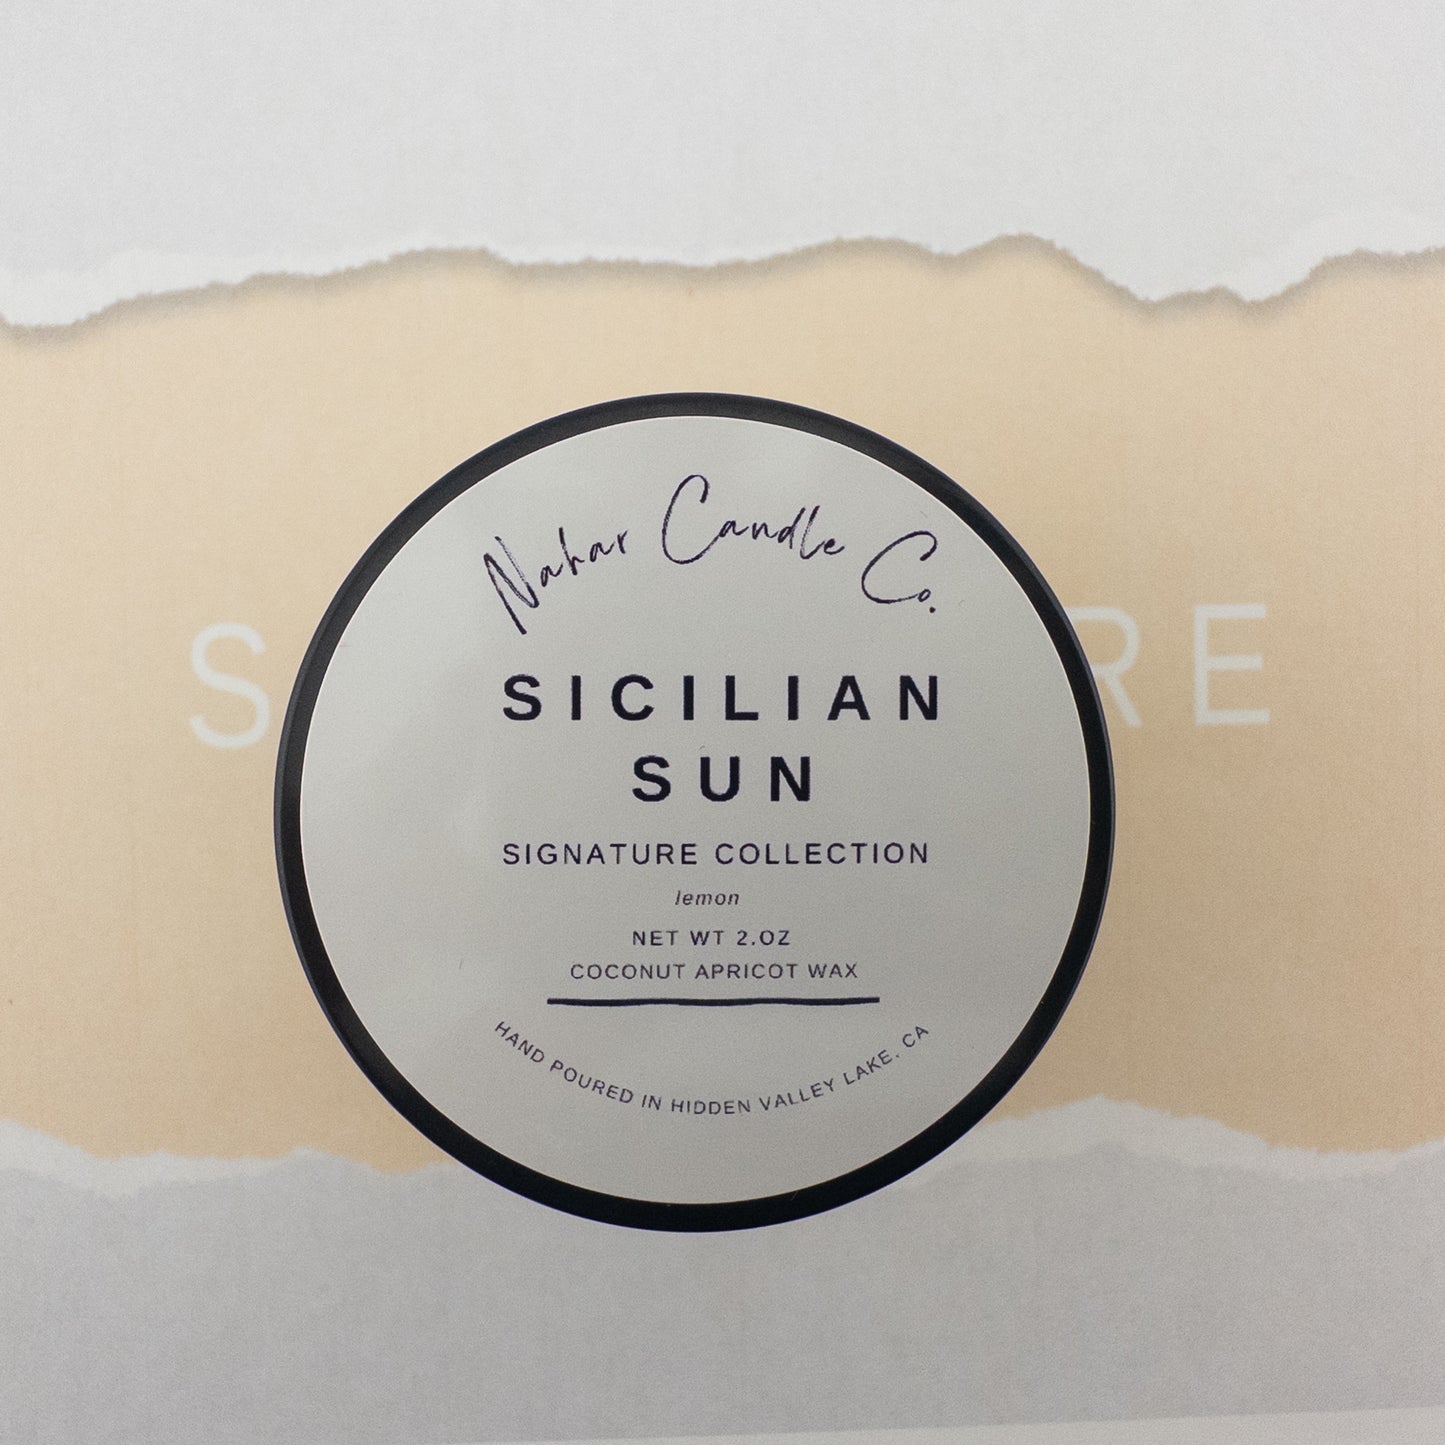 Nahar Candle Co.
S RE
SICILIAN
SUN
SIGNATURE COLLECTION
lemon
NET WT 2.OZ
COCONUT APRICOT WAX
HAND POURED IN HIDDEN VALLEY LAKE, CA